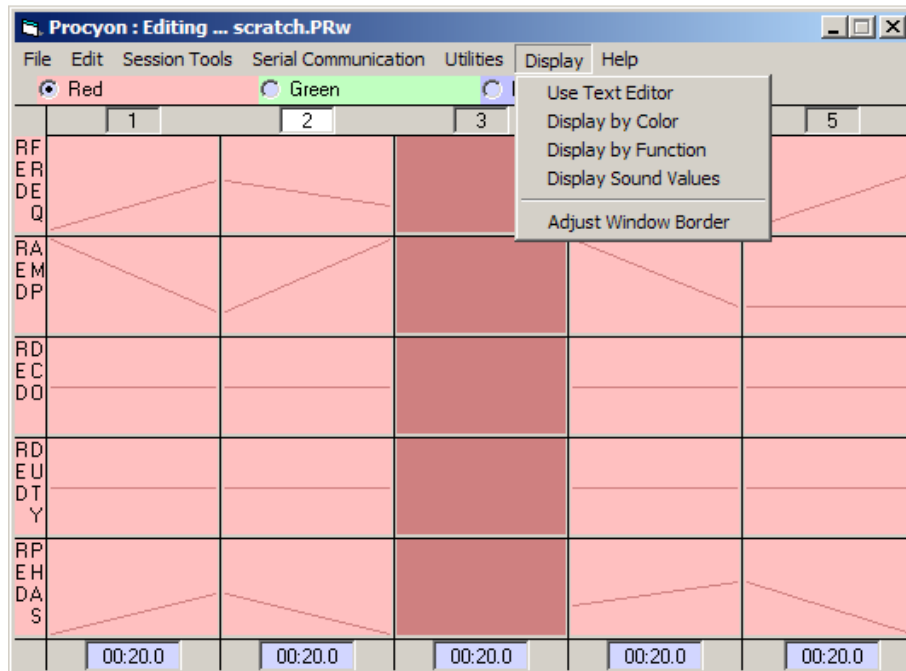 Procyon : Editing ... scratch.PRw
File Edit Session Tools Serial Communication Utilities Display Help
Red Green
Use Text Editor
Display by Color
Display by Function
Display Sound Values
Adjust Window Border
1 2 3 5
RF
ER
DE
Q
RA
EM
DP
RD
EC
DO
RD
EU
DT
Y
RP
EH
DA
S
00:20.0 00:20.0 00:20.0 00:20.0 00:20.0